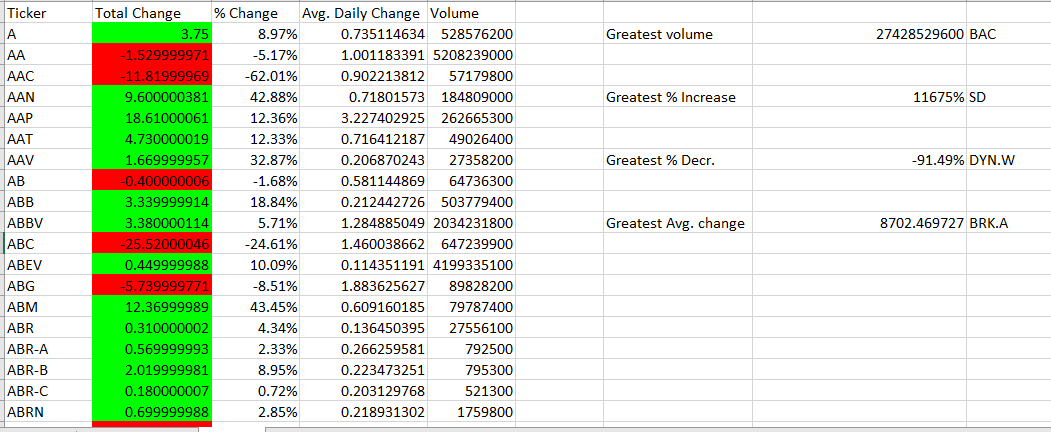 Ticker Total Change % Change Avg. Daily Change Volume
A 3.75 8.97% 0.735114634 528576200 Greatest volume 27428529600 BAC
AA -1.529999971 -5.17% 1.001183391 5208239000
AAC -11.81999969 -62.01% 0.902213812 57179800
AAN 9.600000381 42.88% 0.71801573 184809000 Greatest % Increase 11675% SD
AAP 18.61000061 12.36% 3.227402925 262665300
AAT 4.730000019 12.33% 0.716412187 49026400
AAV 1.669999957 32.87% 0.206870243 27358200 Greatest % Decr. -91.49% DYN.W
AB -0.400000006 -1.68% 0.581144869 64736300
ABB 3.339999914 18.84% 0.212442726 503779400
ABBV 3.380000114 5.71% 1.284885049 2034231800 Greatest Avg. change 8702.469727 BRK.A
ABC -25.52000046 -24.61% 1.460038662 647239900
ABEV 0.449999988 10.09% 0.114351191 4199335100
ABG -5.739999771 -8.51% 1.883625627 89828200
ABM 12.36999989 43.45% 0.609160185 79787400
ABR 0.310000002 4.34% 0.136450395 27556100
ABR-A 0.569999993 2.33% 0.266259581 792500
ABR-B 2.019999981 8.95% 0.223473251 795300
ABR-C 0.180000007 0.72% 0.203129768 521300
ABRN 0.699999988 2.85% 0.218931302 1759800